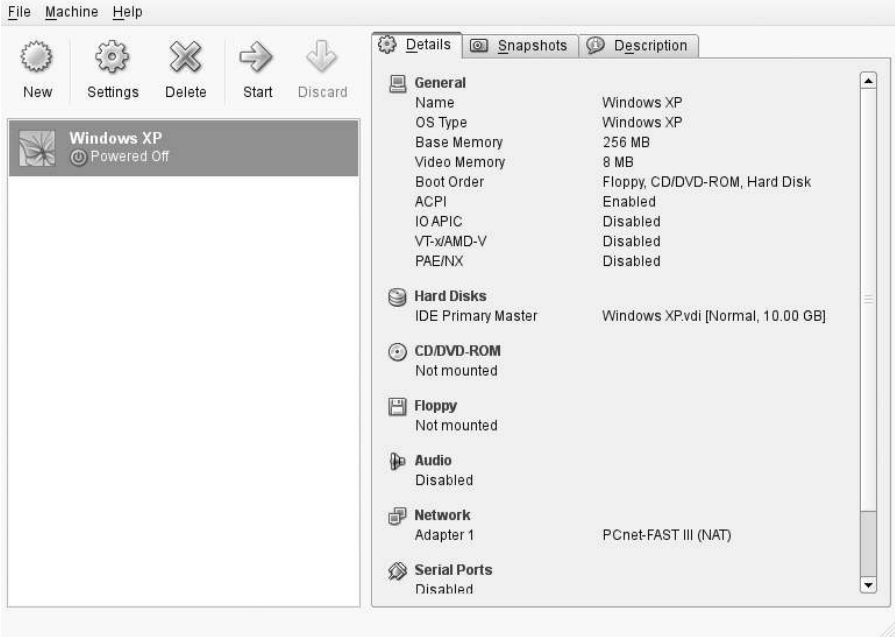 File Machine Help
New Settings Delete Start Discard
Windows XP
Powered Off
Details Snapshots Description
General
Name Windows XP
OS Type Windows XP
Base Memory 256 MB
Video Memory 8 MB
Boot Order Floppy, CD/DVD-ROM, Hard Disk
ACPI Enabled
IO APIC Disabled
VT-x/AMD-V Disabled
PAE/NX Disabled
Hard Disks
IDE Primary Master Windows XP.vdi [Normal, 10.00 GB]
CD/DVD-ROM
Not mounted
Floppy
Not mounted
Audio
Disabled
Network
Adapter 1 PCnet-FAST III (NAT)
Serial Ports
Disabled